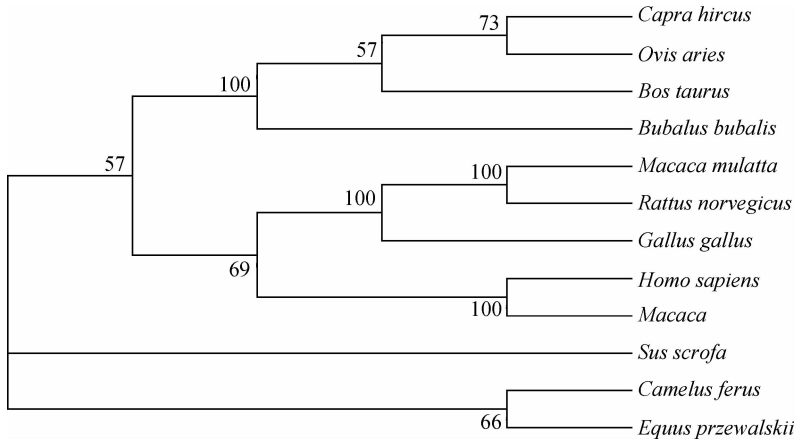 73
Capra hircus
57
Ovis aries
100
Bos taurus
Bubalus bubalis
57
100
Macaca mulatta
100
Rattus norvegicus
Gallus gallus
69
Homo sapiens
100
Macaca
Sus scrofa
Camelus ferus
66
Equus przewalskii